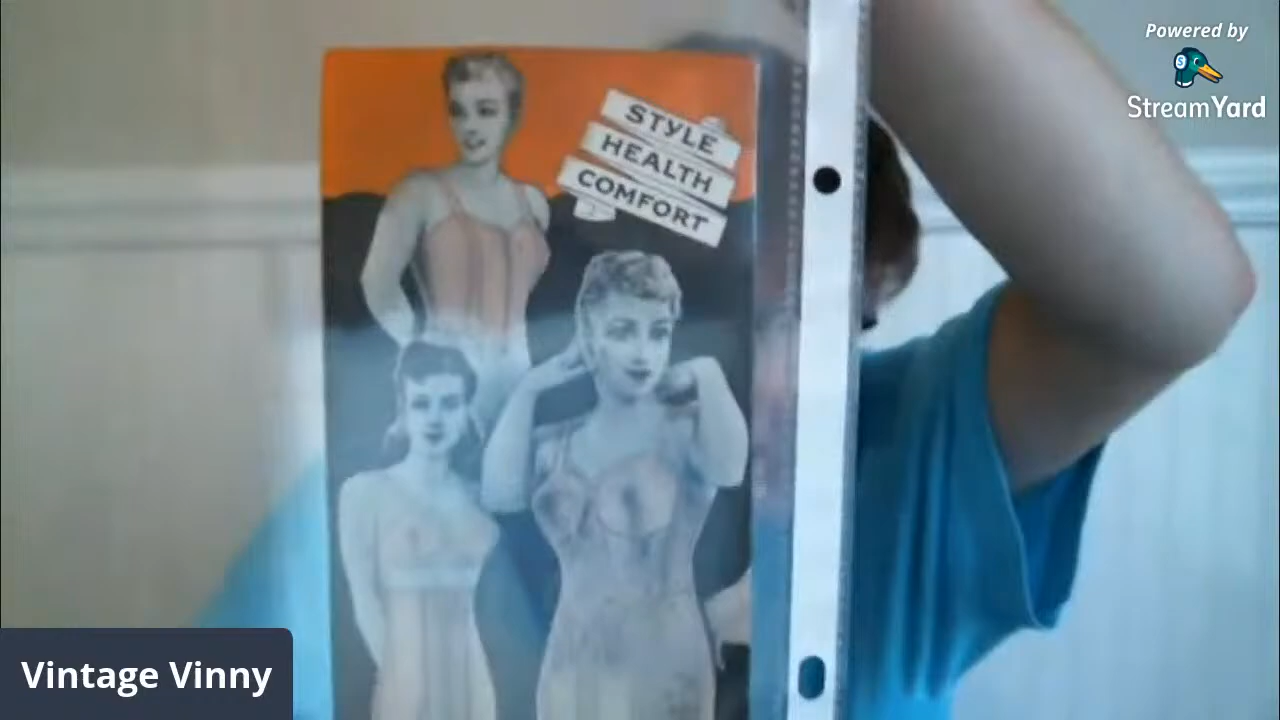 Powered by
StreamYard
STYLE
HEALTH
COMFORT
Vintage Vinny